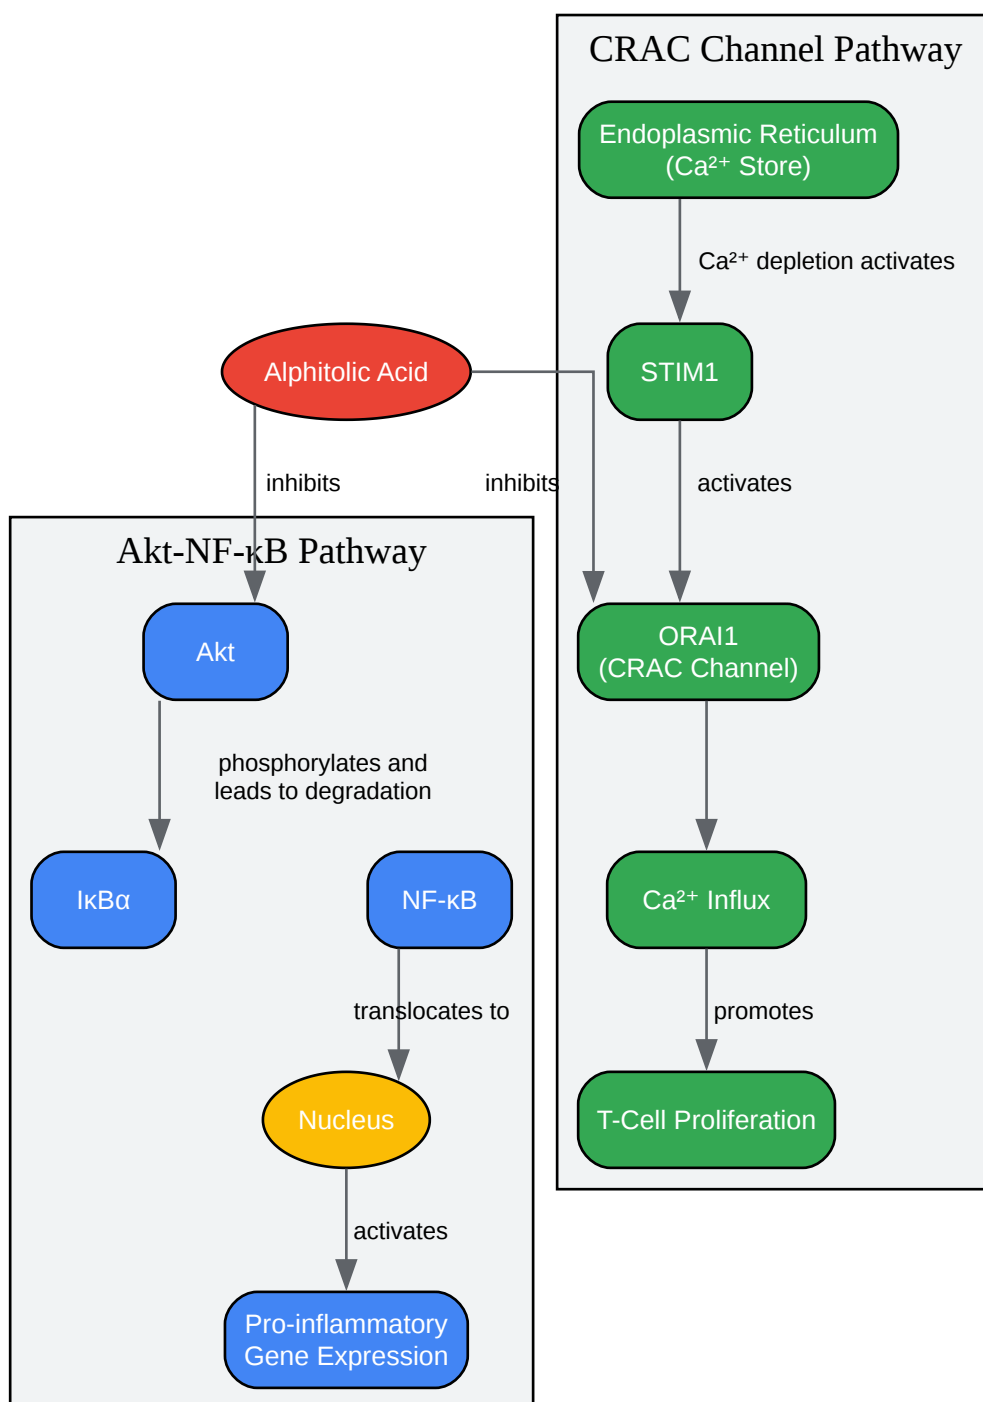 CRAC Channel Pathway
Endoplasmic Reticulum
(Ca²⁺ Store)
Ca²⁺ depletion activates
Alphitolic Acid
STIM1
inhibits
inhibits
activates
Akt-NF-κB Pathway
Akt
ORAI1
(CRAC Channel)
phosphorylates and
leads to degradation
IκBα
NF-κB
Ca²⁺ Influx
translocates to
promotes
Nucleus
T-Cell Proliferation
activates
Pro-inflammatory
Gene Expression